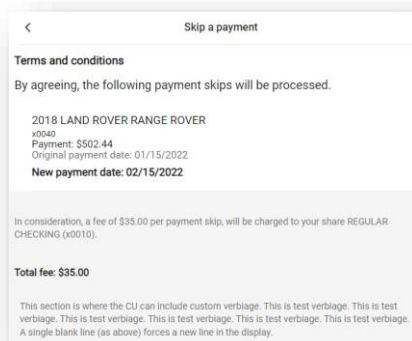 Skip a payment
Terms and conditions
By agreeing, the following payment skips will be processed.
2018 LAND ROVER RANGE ROVER
x0040
Payment: $502.44
Original payment date: 01/15/2022
New payment date: 02/15/2022
In consideration, a fee of $35.00 per payment skip, will be charged to your share REGULAR
CHECKING (x0010).
Total fee: $35.00
This section is where the CU can include custom verbiage. This is test verbiage. This is test
verbiage. This is test verbiage. This is test verbiage. This is test verbiage. This is test verbiage.
A single blank line (as above) forces a new line in the display.